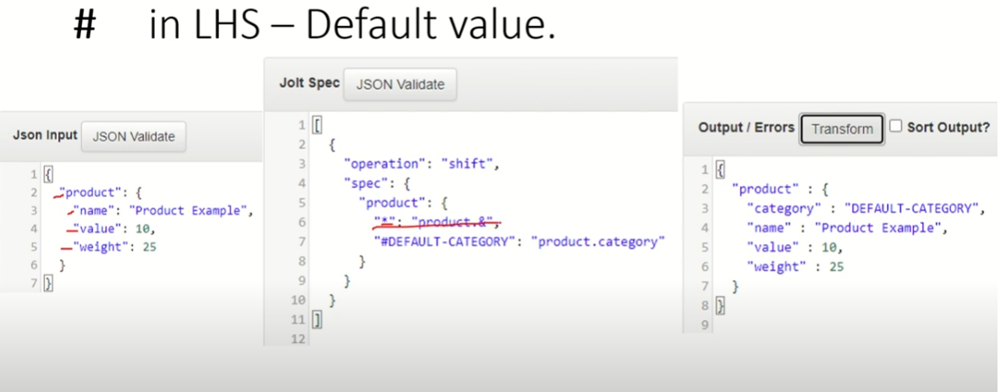 # in LHS – Default value.
Json Input JSON Validate
1 {
2 "product": {
3 "name": "Product Example",
4 "value": 10,
5 "weight": 25
6 }
7 }
Jolt Spec JSON Validate
1 [
2 {
3 "operation": "shift",
4 "spec": {
5 "product": {
6 "*": "product.&",
7 "#DEFAULT-CATEGORY": "product.category"
8 }
9 }
10 }
11 ]
12
Output / Errors Transform Sort Output?
1 {
2 "product" : {
3 "category" : "DEFAULT-CATEGORY",
4 "name" : "Product Example",
5 "value" : 10,
6 "weight" : 25
7 }
8 }
9